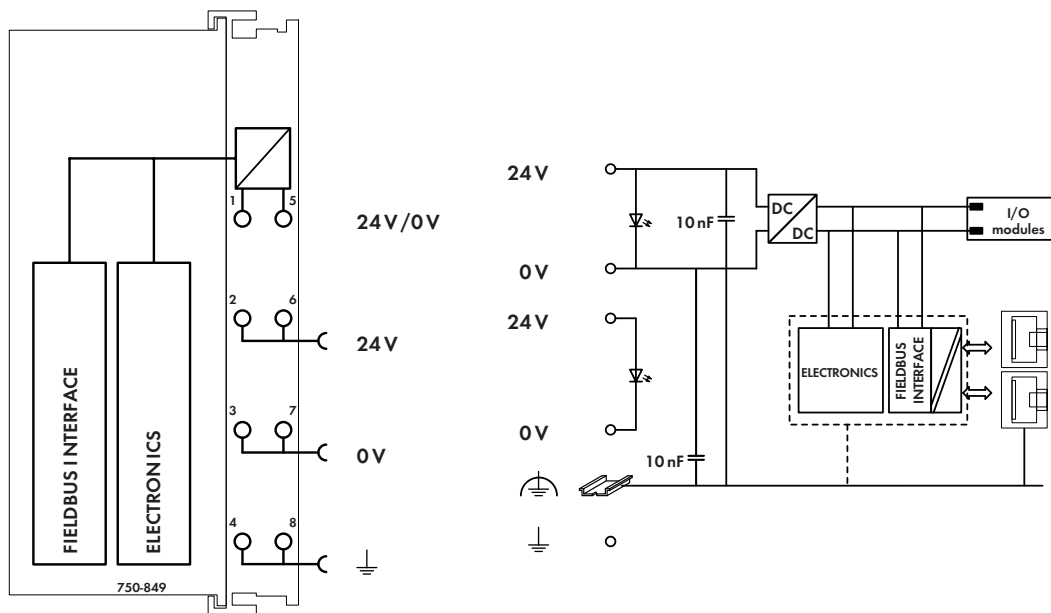 FIELDBUS INTERFACE
ELECTRONICS
750-849
1
5
24V/0V
2
6
24V
3
7
0V
4
8
24V
0V
24V
0V
10nF
10nF
DC
DC
I/O
modules
ELECTRONICS
FIELDBUS
INTERFACE